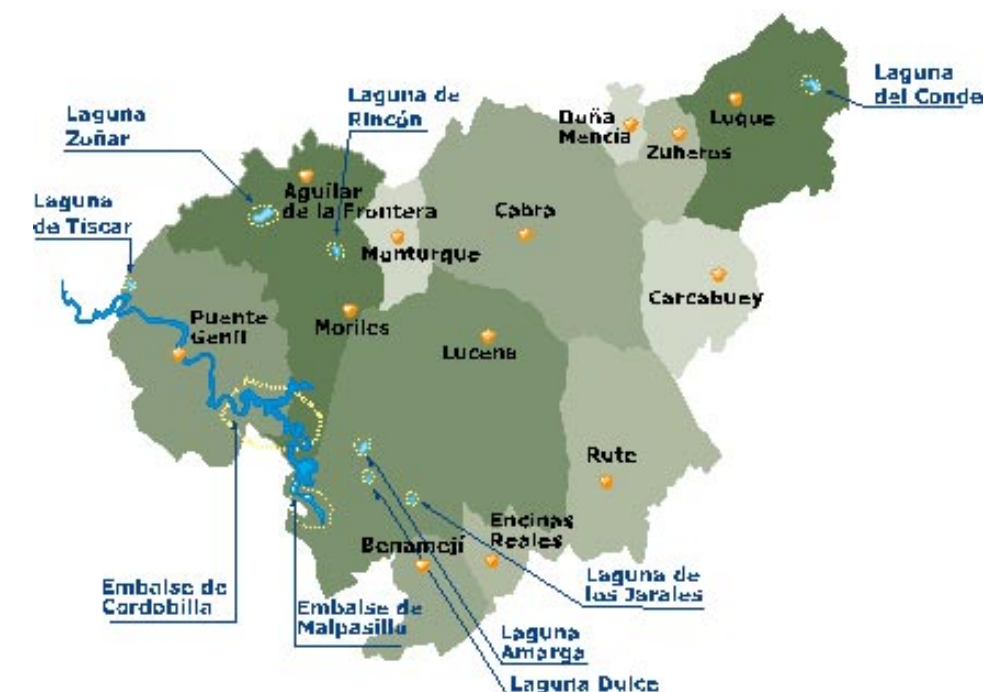 Laguna
del Conde
Laguna de
Rincón
Laguna
Zoñar
Doña
Mencía
Luque
Zuheros
Aguilar
de la Frontera
Cabra
Laguna
de Tíscar
Monturque
Carcabuey
Puente
Genil
Moriles
Lucena
Rute
Encinas
Reales
Benamejí
Embalse de
Cordobilla
Embalse de
Malpasillo
Laguna de
los Jarales
Laguna
Amarga
Laguna Dulce